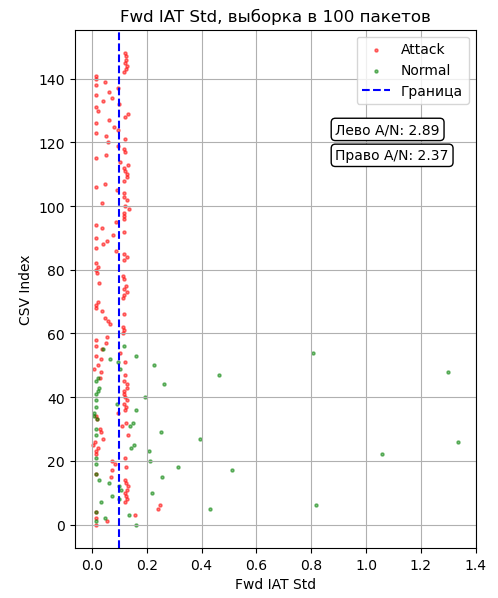 Fwd IAT Std, выборка в 100 пакетов
Attack
Normal
Граница
Лево A/N: 2.89
Право A/N: 2.37
CSV Index
140
120
100
80
60
40
20
0
0.0 0.2 0.4 0.6 0.8 1.0 1.2 1.4
Fwd IAT Std